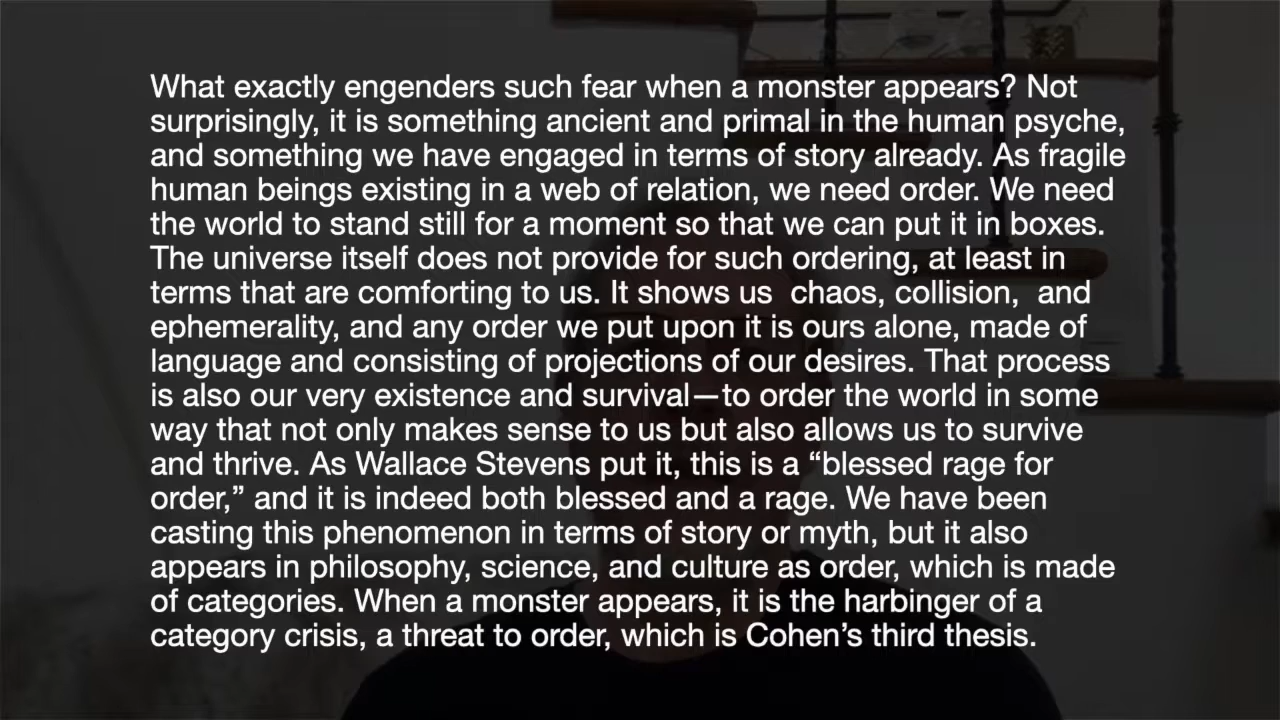 What exactly engenders such fear when a monster appears? Not
surprisingly, it is something ancient and primal in the human psyche,
and something we have engaged in terms of story already. As fragile
human beings existing in a web of relation, we need order. We need
the world to stand still for a moment so that we can put it in boxes.
The universe itself does not provide for such ordering, at least in
terms that are comforting to us. It shows us  chaos, collision,  and
ephemerality, and any order we put upon it is ours alone, made of
language and consisting of projections of our desires. That process
is also our very existence and survival—to order the world in some
way that not only makes sense to us but also allows us to survive
and thrive. As Wallace Stevens put it, this is a “blessed rage for
order,” and it is indeed both blessed and a rage. We have been
casting this phenomenon in terms of story or myth, but it also
appears in philosophy, science, and culture as order, which is made
of categories. When a monster appears, it is the harbinger of a
category crisis, a threat to order, which is Cohen’s third thesis.